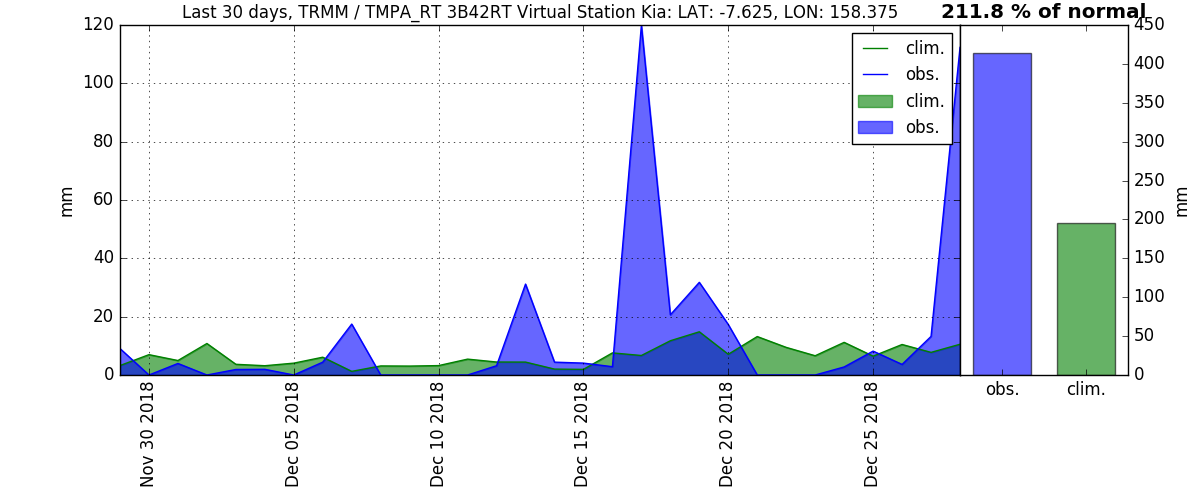 Last 30 days, TRMM / TMPA_RT 3B42RT Virtual Station Kia: LAT: -7.625, LON: 158.375
211.8 % of normal
120
100
80
60
40
20
0
mm
clim.
obs.
clim.
obs.
Nov 30 2018
Dec 05 2018
Dec 10 2018
Dec 15 2018
Dec 20 2018
Dec 25 2018
450
400
350
300
250
200
150
100
50
0
mm
obs.
clim.